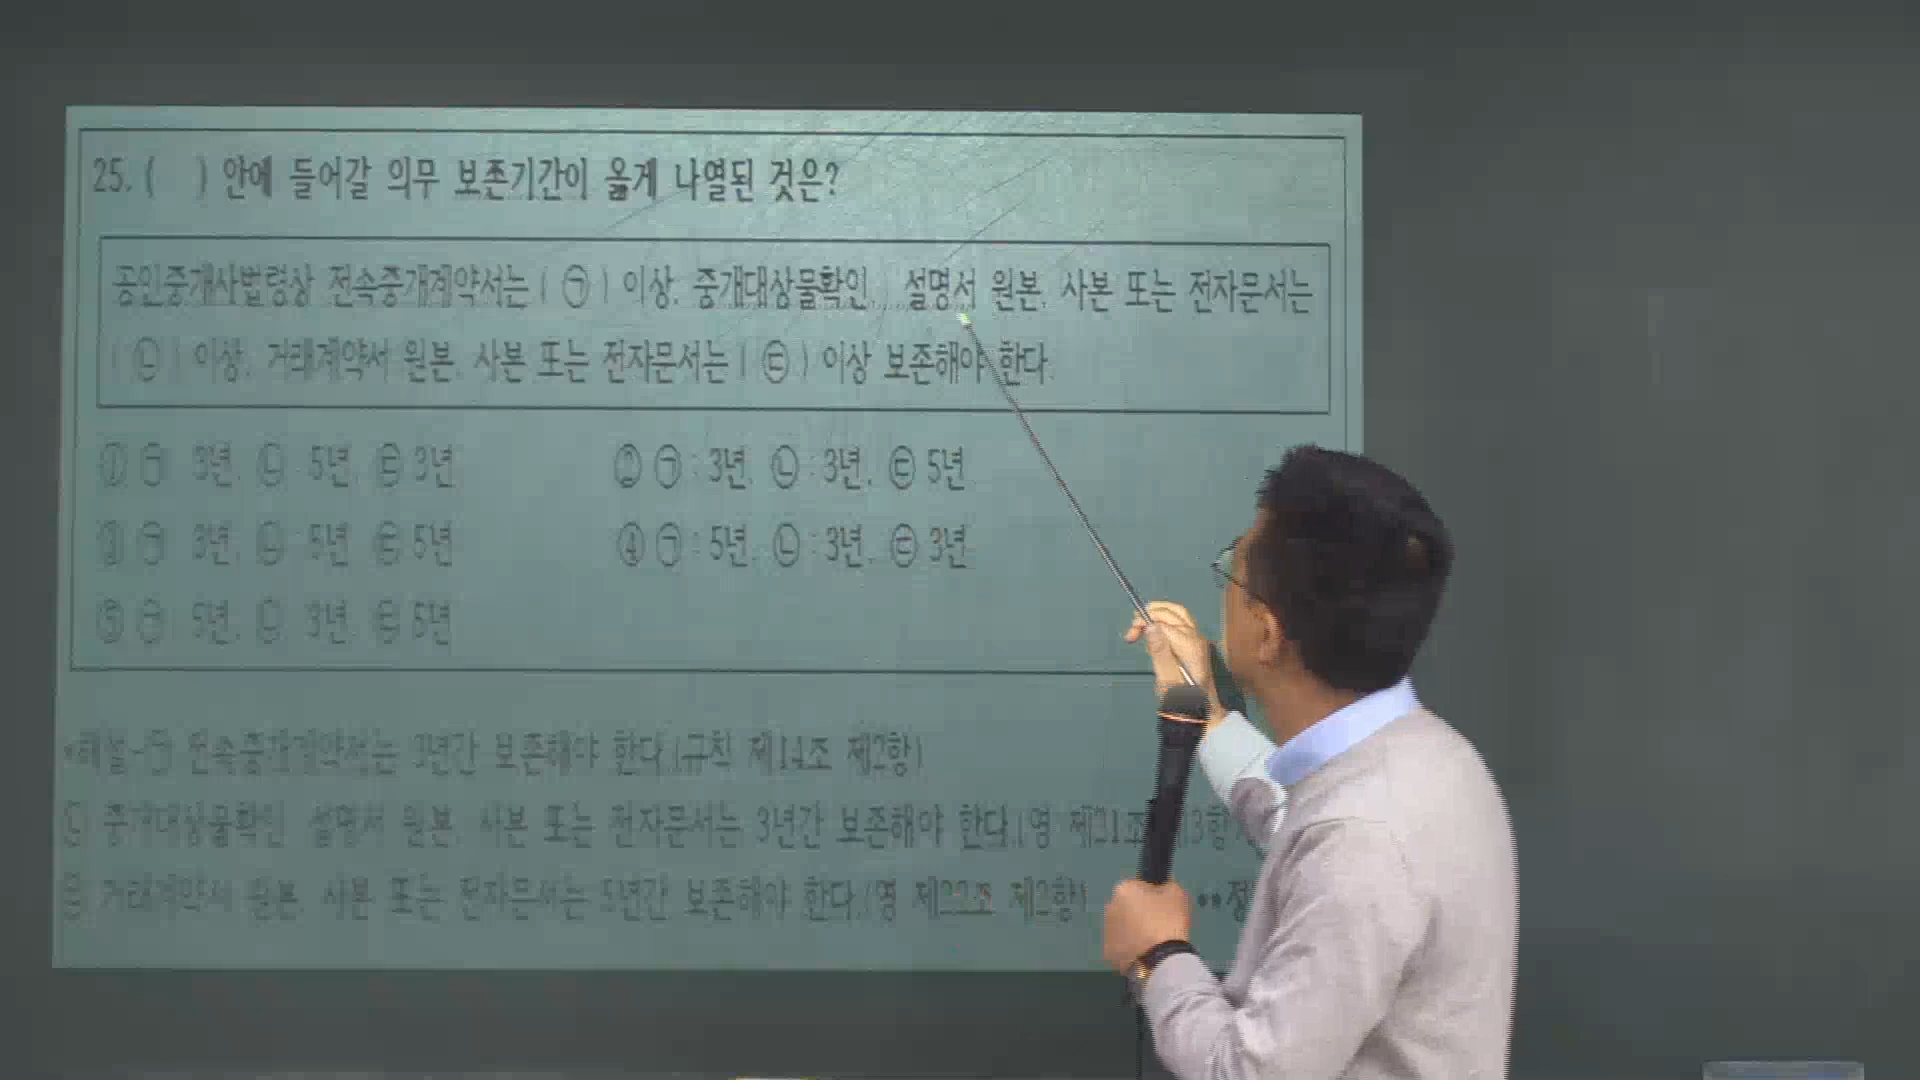 25. (   ) 안에 들어갈 의무 보존기간이 옳게 나열된 것은?
공인중개사법령상 전속중개계약서는 ( ㉠ ) 이상, 중개대상물확인 · 설명서 원본, 사본 또는 전자문서는
( ㉡ ) 이상, 거래계약서 원본, 사본 또는 전자문서는 ( ㉢ ) 이상 보존해야 한다.
① ㉠ : 3년, ㉡ : 5년, ㉢ 3년 ② ㉠ : 3년, ㉡ : 3년, ㉢ 5년
③ ㉠ : 3년, ㉡ : 5년, ㉢ 5년 ④ ㉠ : 5년, ㉡ : 3년, ㉢ 3년
⑤ ㉠ : 5년, ㉡ : 3년, ㉢ 5년
*해설-㉠ 전속중개계약서는 3년간 보존해야 한다.(규칙 제14조 제2항)
㉡ 중개대상물확인 · 설명서 원본, 사본 또는 전자문서는 3년간 보존해야 한다.(영 제21조 제3항)
㉢ 거래계약서 원본, 사본 또는 전자문서는 5년간 보존해야 한다.(영 제22조 제2항) **정